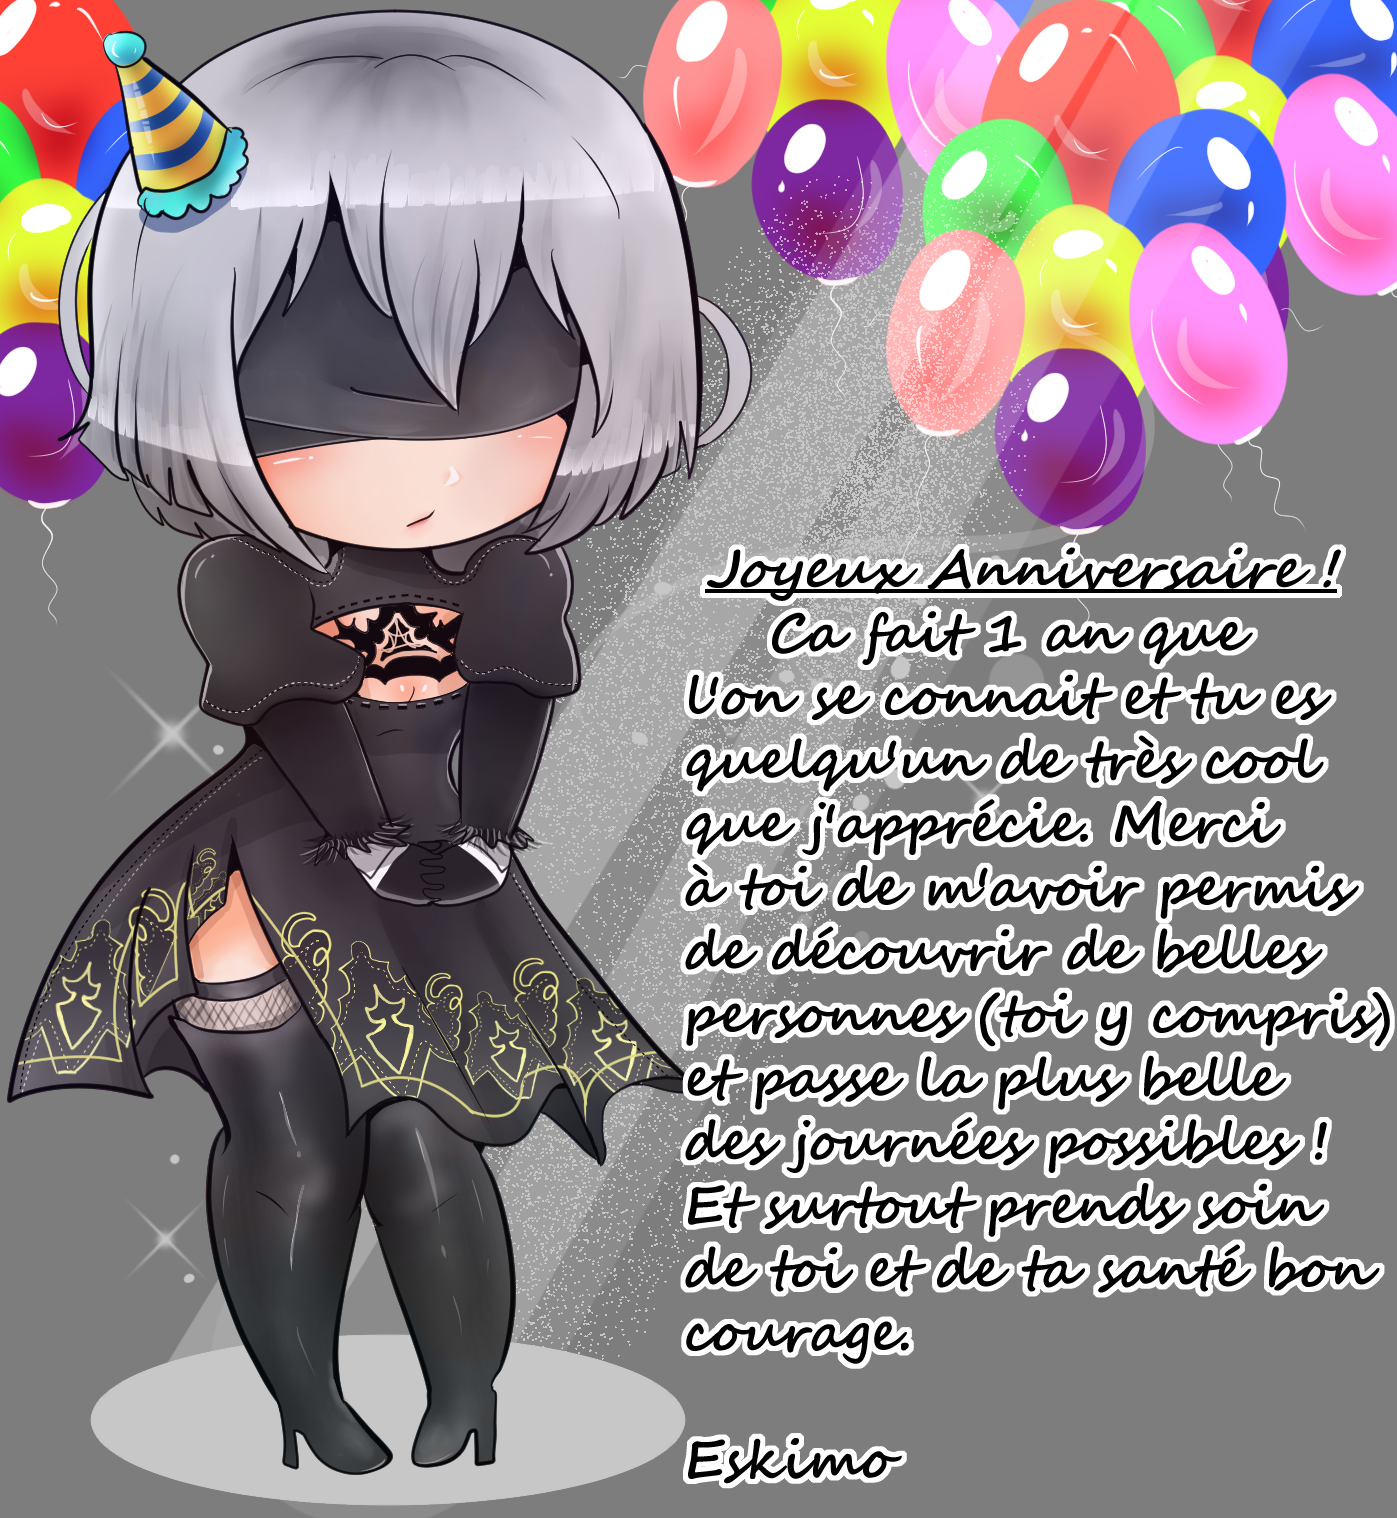 Joyeux Anniversaire !
Ca fait 1 an que
l'on se connait et tu es
quelqu'un de très cool
que j'apprécie. Merci
à toi de m'avoir permis
de découvrir de belles
personnes (toi y compris)
et passe la plus belle
des journées possibles !
Et surtout prends soin
de toi et de ta santé bon
courage.
Eskimo